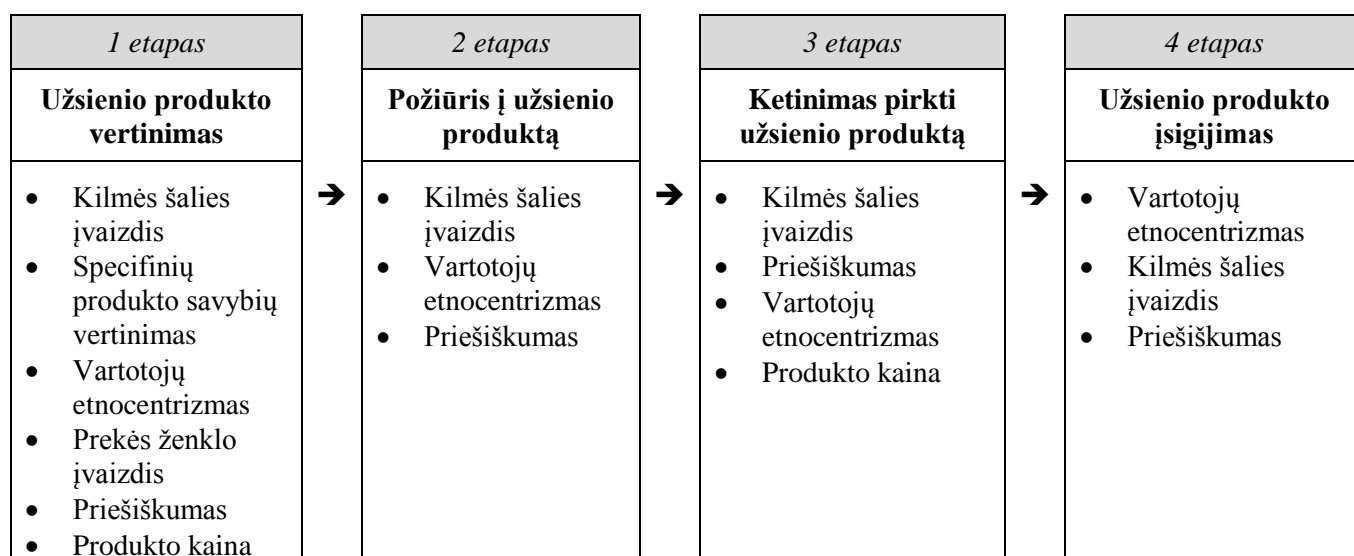 1 etapas
Užsienio produkto
vertinimas
• Kilmės šalies
įvaizdis
• Specifinių
produkto savybių
vertinimas
• Vartotojų
etnocentrizmas
• Prekės ženklo
įvaizdis
• Priešiškumas
• Produkto kaina
➔
2 etapas
Požiūris į užsienio
produktą
• Kilmės šalies
įvaizdis
• Vartotojų
etnocentrizmas
• Priešiškumas
➔
3 etapas
Ketinimas pirkti
užsienio produktą
• Kilmės šalies
įvaizdis
• Priešiškumas
• Vartotojų
etnocentrizmas
• Produkto kaina
➔
4 etapas
Užsienio produkto
įsigijimas
• Vartotojų
etnocentrizmas
• Kilmės šalies
įvaizdis
• Priešiškumas